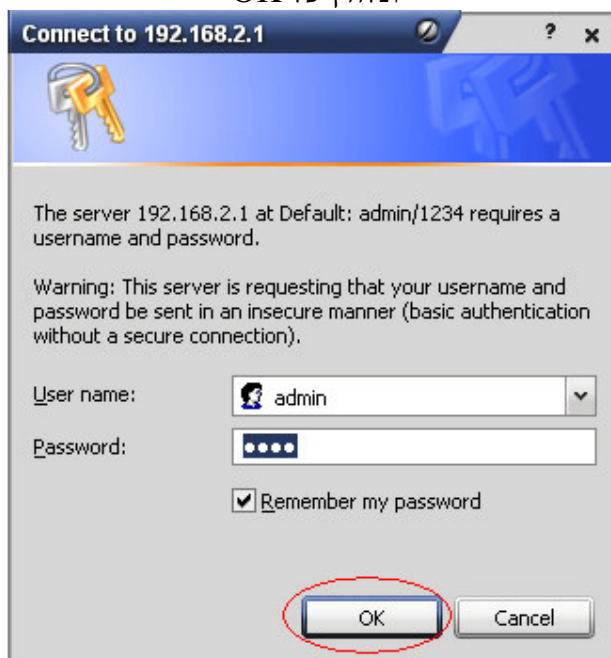 OK
Connect to 192.168.2.1
The server 192.168.2.1 at Default: admin/1234 requires a
username and password.
Warning: This server is requesting that your username and
password be sent in an insecure manner (basic authentication
without a secure connection).
User name:
admin
Password:
••••
Remember my password
OK
Cancel